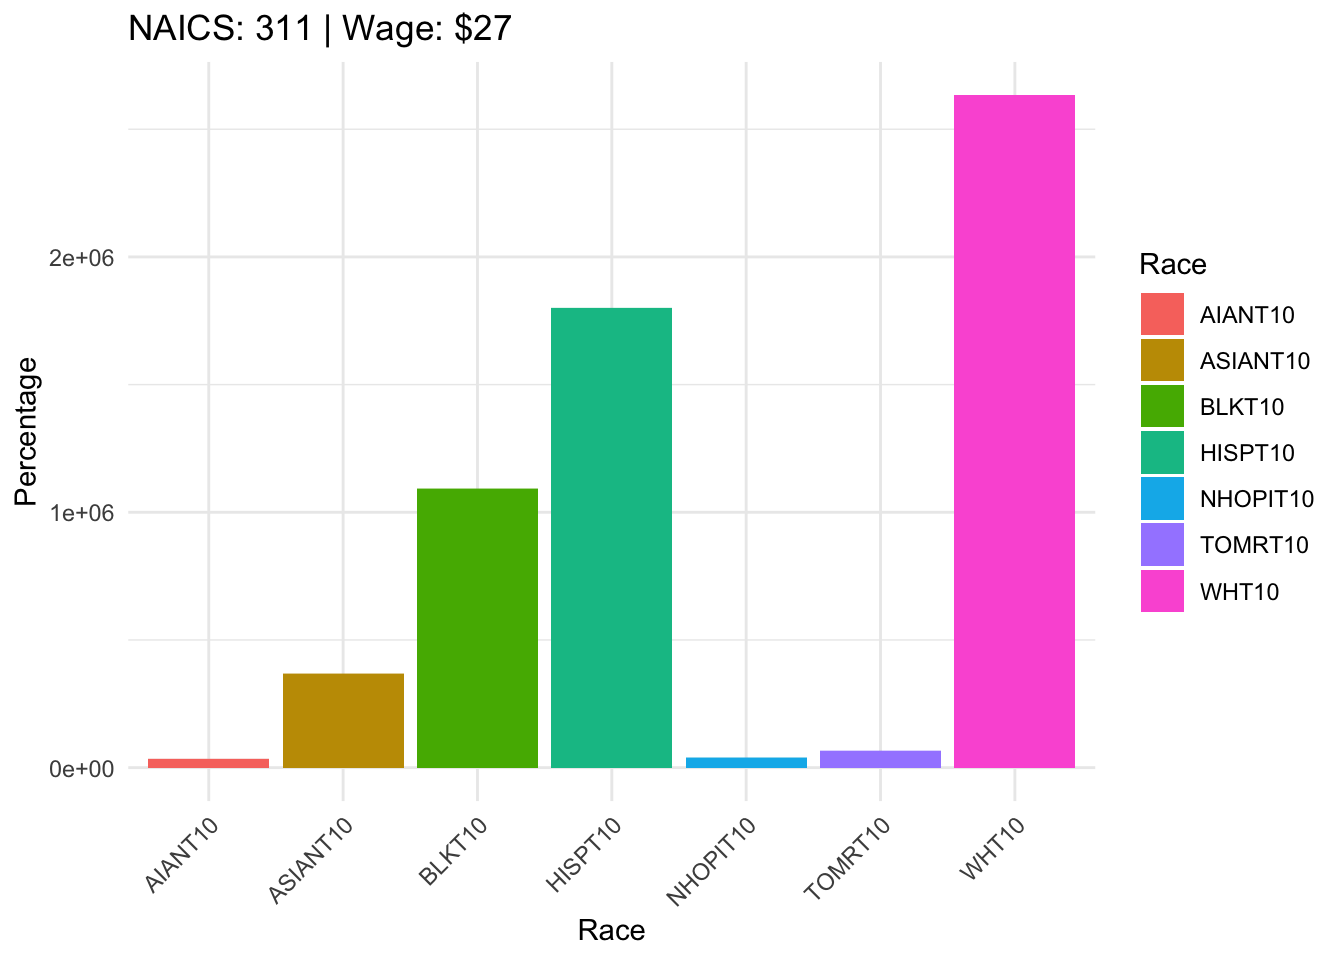 NAICS: 311 | Wage: $27
Percentage
2e+06
1e+06
0e+00
AIANT10
ASIANT10
BLKT10
HISPT10
NHOPIT10
TOMRT10
WHT10
Race
Race
AIANT10
ASIANT10
BLKT10
HISPT10
NHOPIT10
TOMRT10
WHT10